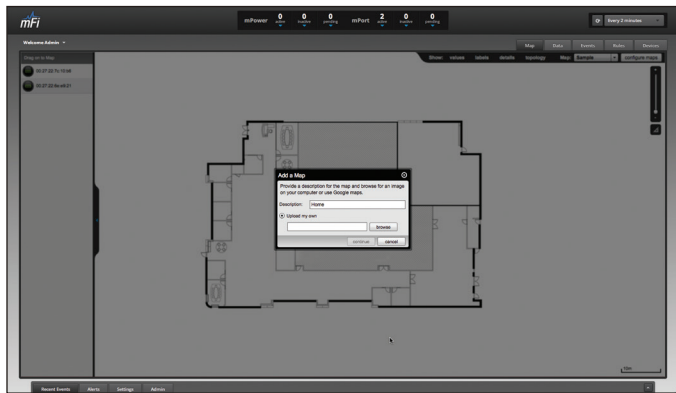 mFi
mPower 0 active 0 inactive 0 pending mPort 2 active 0 inactive 0 pending
Every 2 minutes
Welcome Admin
Map Data Events Rules Devices
Drag on to Map
Show: values labels details topology Map: Sample configure maps
Add a Map
Provide a description for the map and browse for an image
on your computer or use Google maps.
Description: Home
Upload my own
browse
continue cancel
Recent Events Alerts Settings Admin